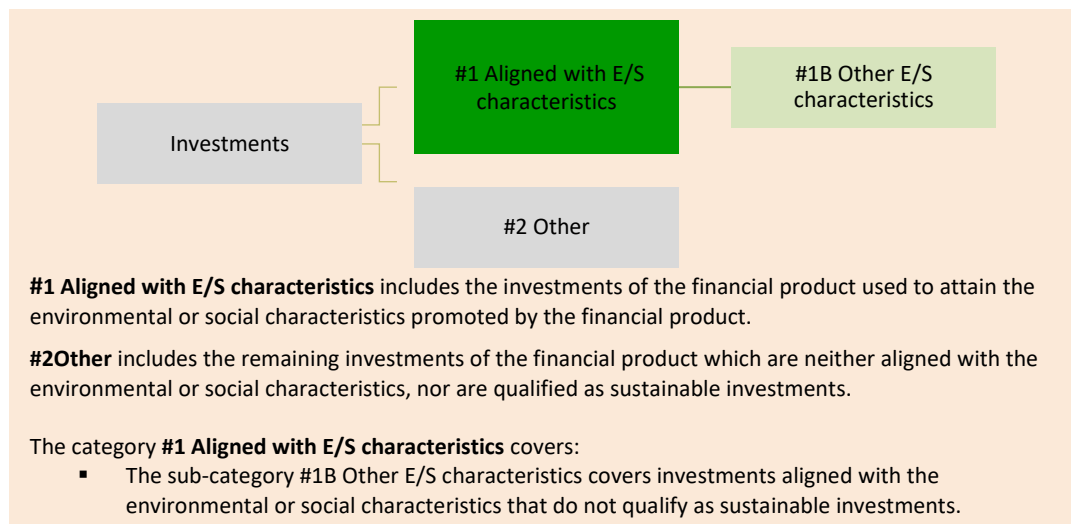 #1 Aligned with E/S
characteristics
#1B Other E/S
characteristics
Investments
#2 Other
#1 Aligned with E/S characteristics includes the investments of the financial product used to attain the
environmental or social characteristics promoted by the financial product.
#2Other includes the remaining investments of the financial product which are neither aligned with the
environmental or social characteristics, nor are qualified as sustainable investments.
The category #1 Aligned with E/S characteristics covers:
▪ The sub-category #1B Other E/S characteristics covers investments aligned with the
environmental or social characteristics that do not qualify as sustainable investments.